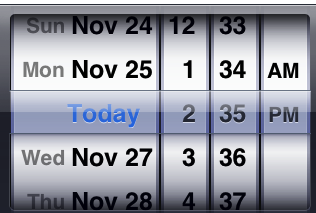 Sun Nov 24 12 33
Mon Nov 25 1 34 AM
Today 2 35 PM
Wed Nov 27 3 36
Thu Nov 28 4 37